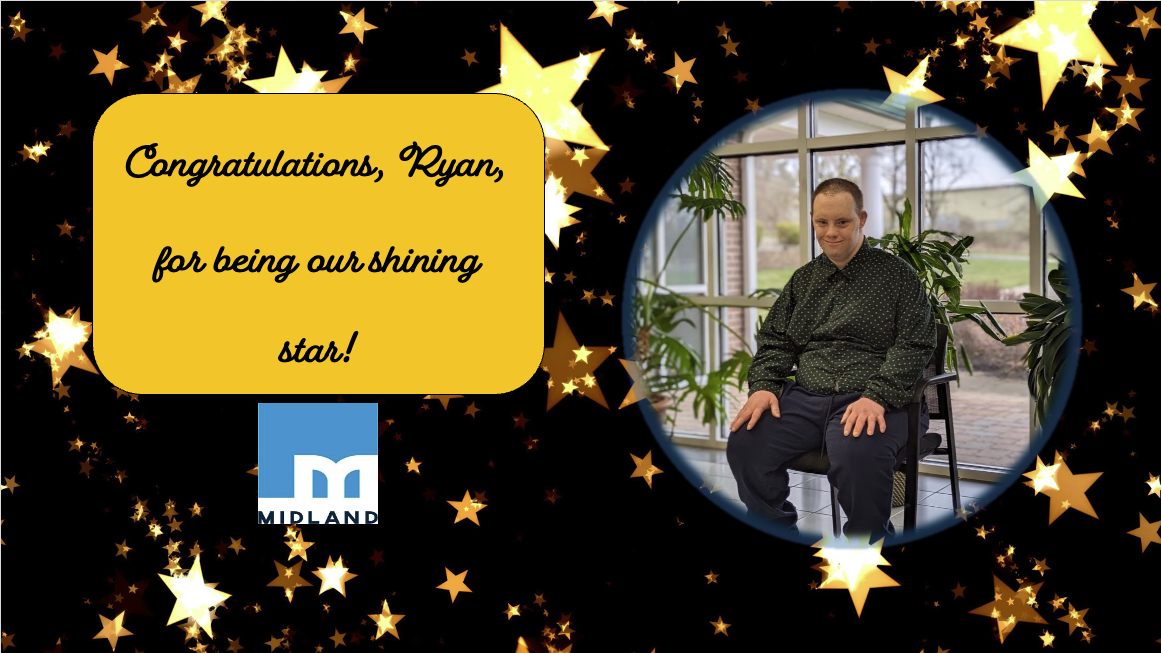 Congratulations, Ryan,
for being our shining
star!
MIDLAND